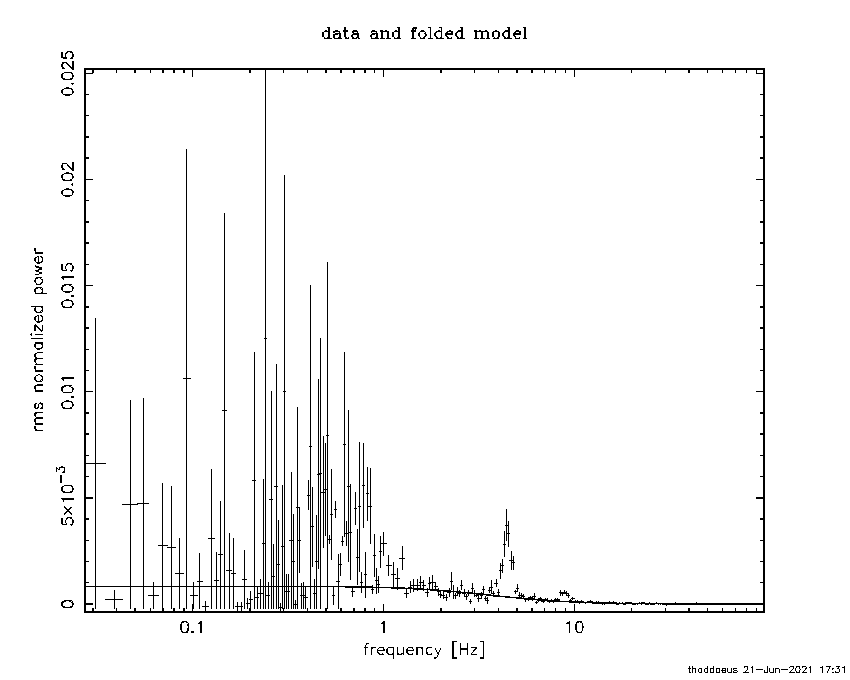 data and folded model
rms normalized power
0.025
0.02
0.015
0.01
5×10⁻³
0
0.1 1 10
frequency [Hz]
thoddaeus 21-Jun-2021 17:31